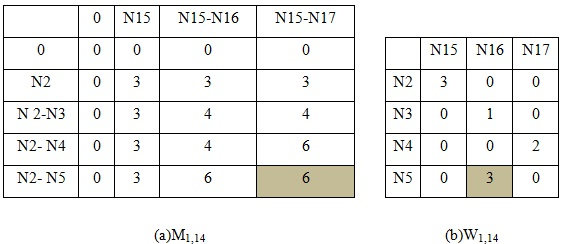 0 N15 N15-N16 N15-N17
0 0 0 0 0
N2 0 3 3 3
N 2-N3 0 3 4 4
N2- N4 0 3 4 6
N2- N5 0 3 6 6
(a)M1,14
N15 N16 N17
N2 3 0 0
N3 0 1 0
N4 0 0 2
N5 0 3 0
(b)W1,14